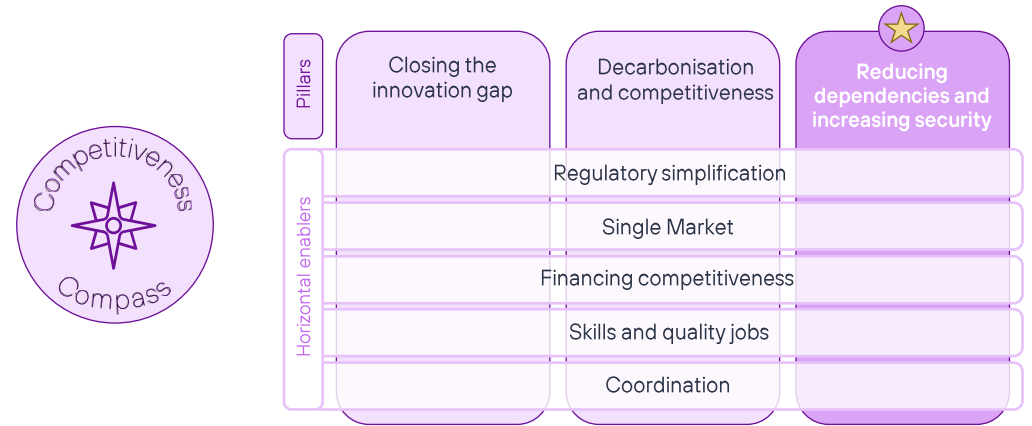 Competitiveness
Compass
Pillars
Closing the
innovation gap
Decarbonisation
and competitiveness
Reducing
dependencies and
increasing security
Horizontal enablers
Regulatory simplification
Single Market
Financing competitiveness
Skills and quality jobs
Coordination